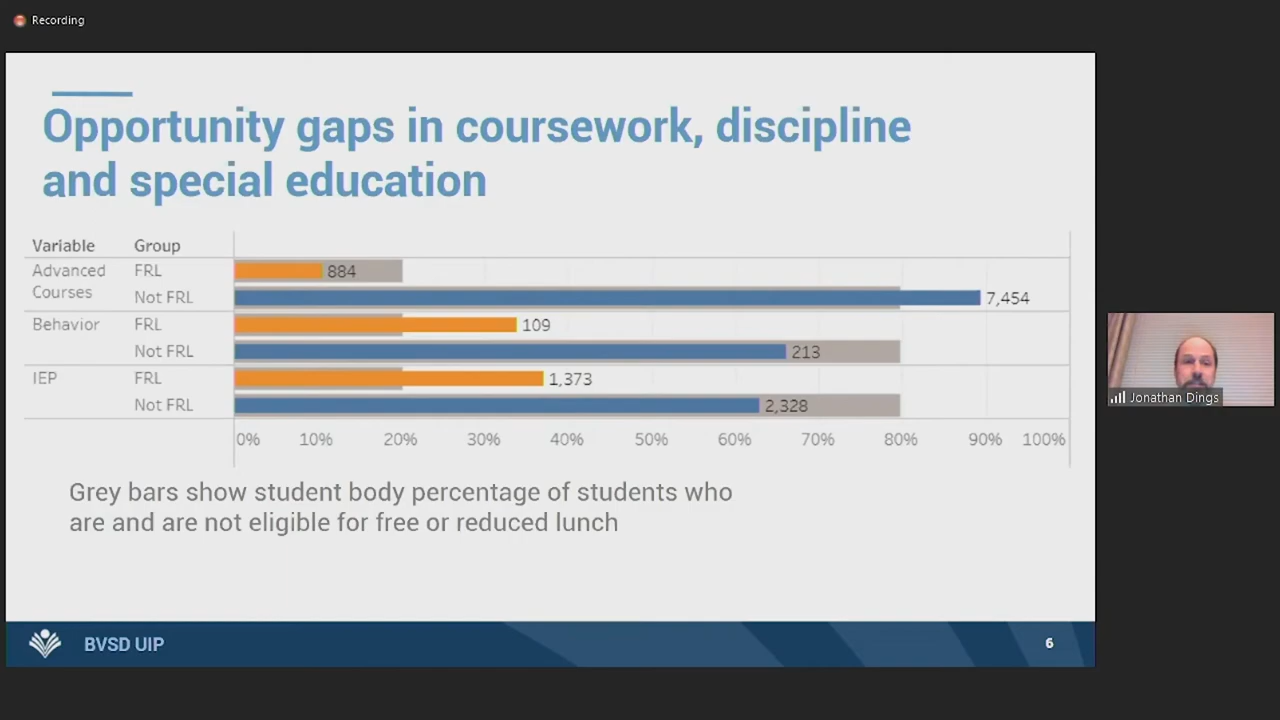 Recording
Opportunity gaps in coursework, discipline
and special education
Variable Group
Advanced Courses FRL 884
Not FRL 7,454
Behavior FRL 109
Not FRL 213
IEP FRL 1,373
Not FRL 2,328
0% 10% 20% 30% 40% 50% 60% 70% 80% 90% 100%
Grey bars show student body percentage of students who
are and are not eligible for free or reduced lunch
Jonathan Dings
BVSD UIP 6